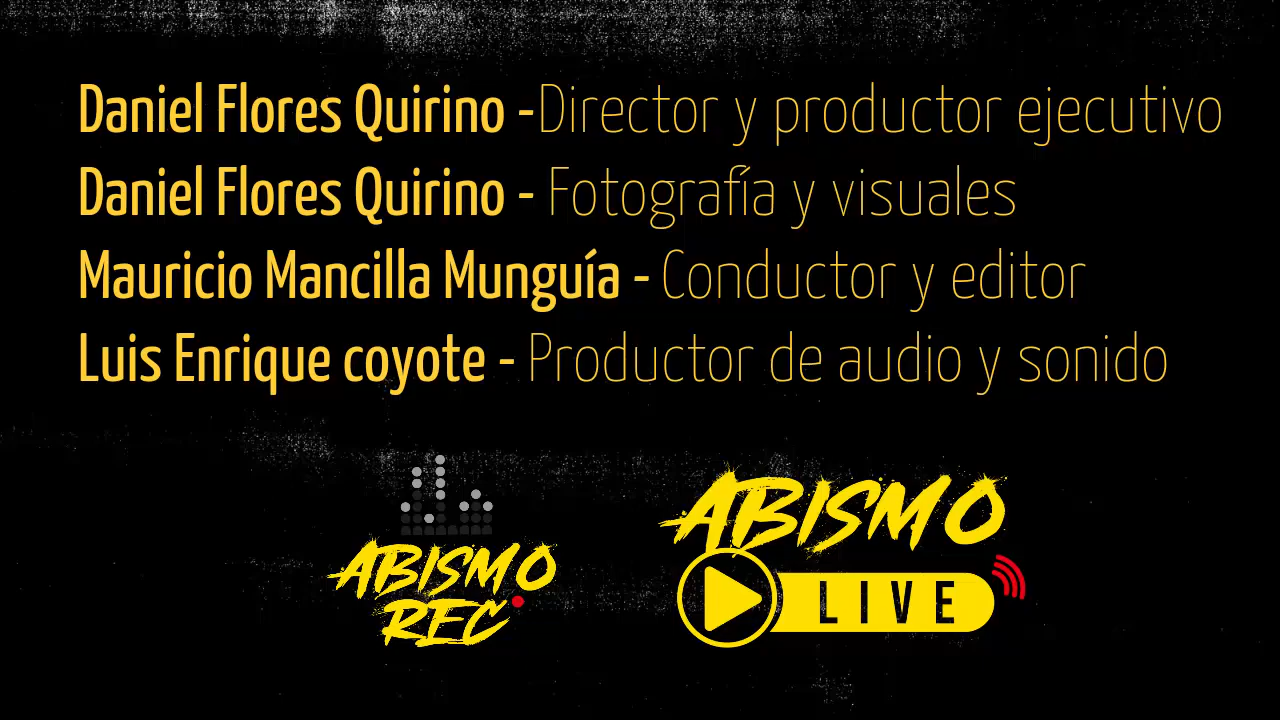 Daniel Flores Quirino -Director y productor ejecutivo
Daniel Flores Quirino - Fotografía y visuales
Mauricio Mancilla Munguía - Conductor y editor
Luis Enrique coyote - Productor de audio y sonido
ABISMO
REC
ABISMO
LIVE